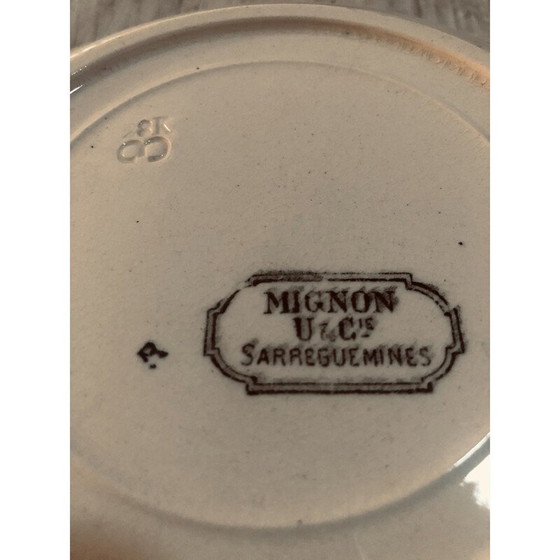 MIGNON
U & Cie
SARREGUEMINES
R